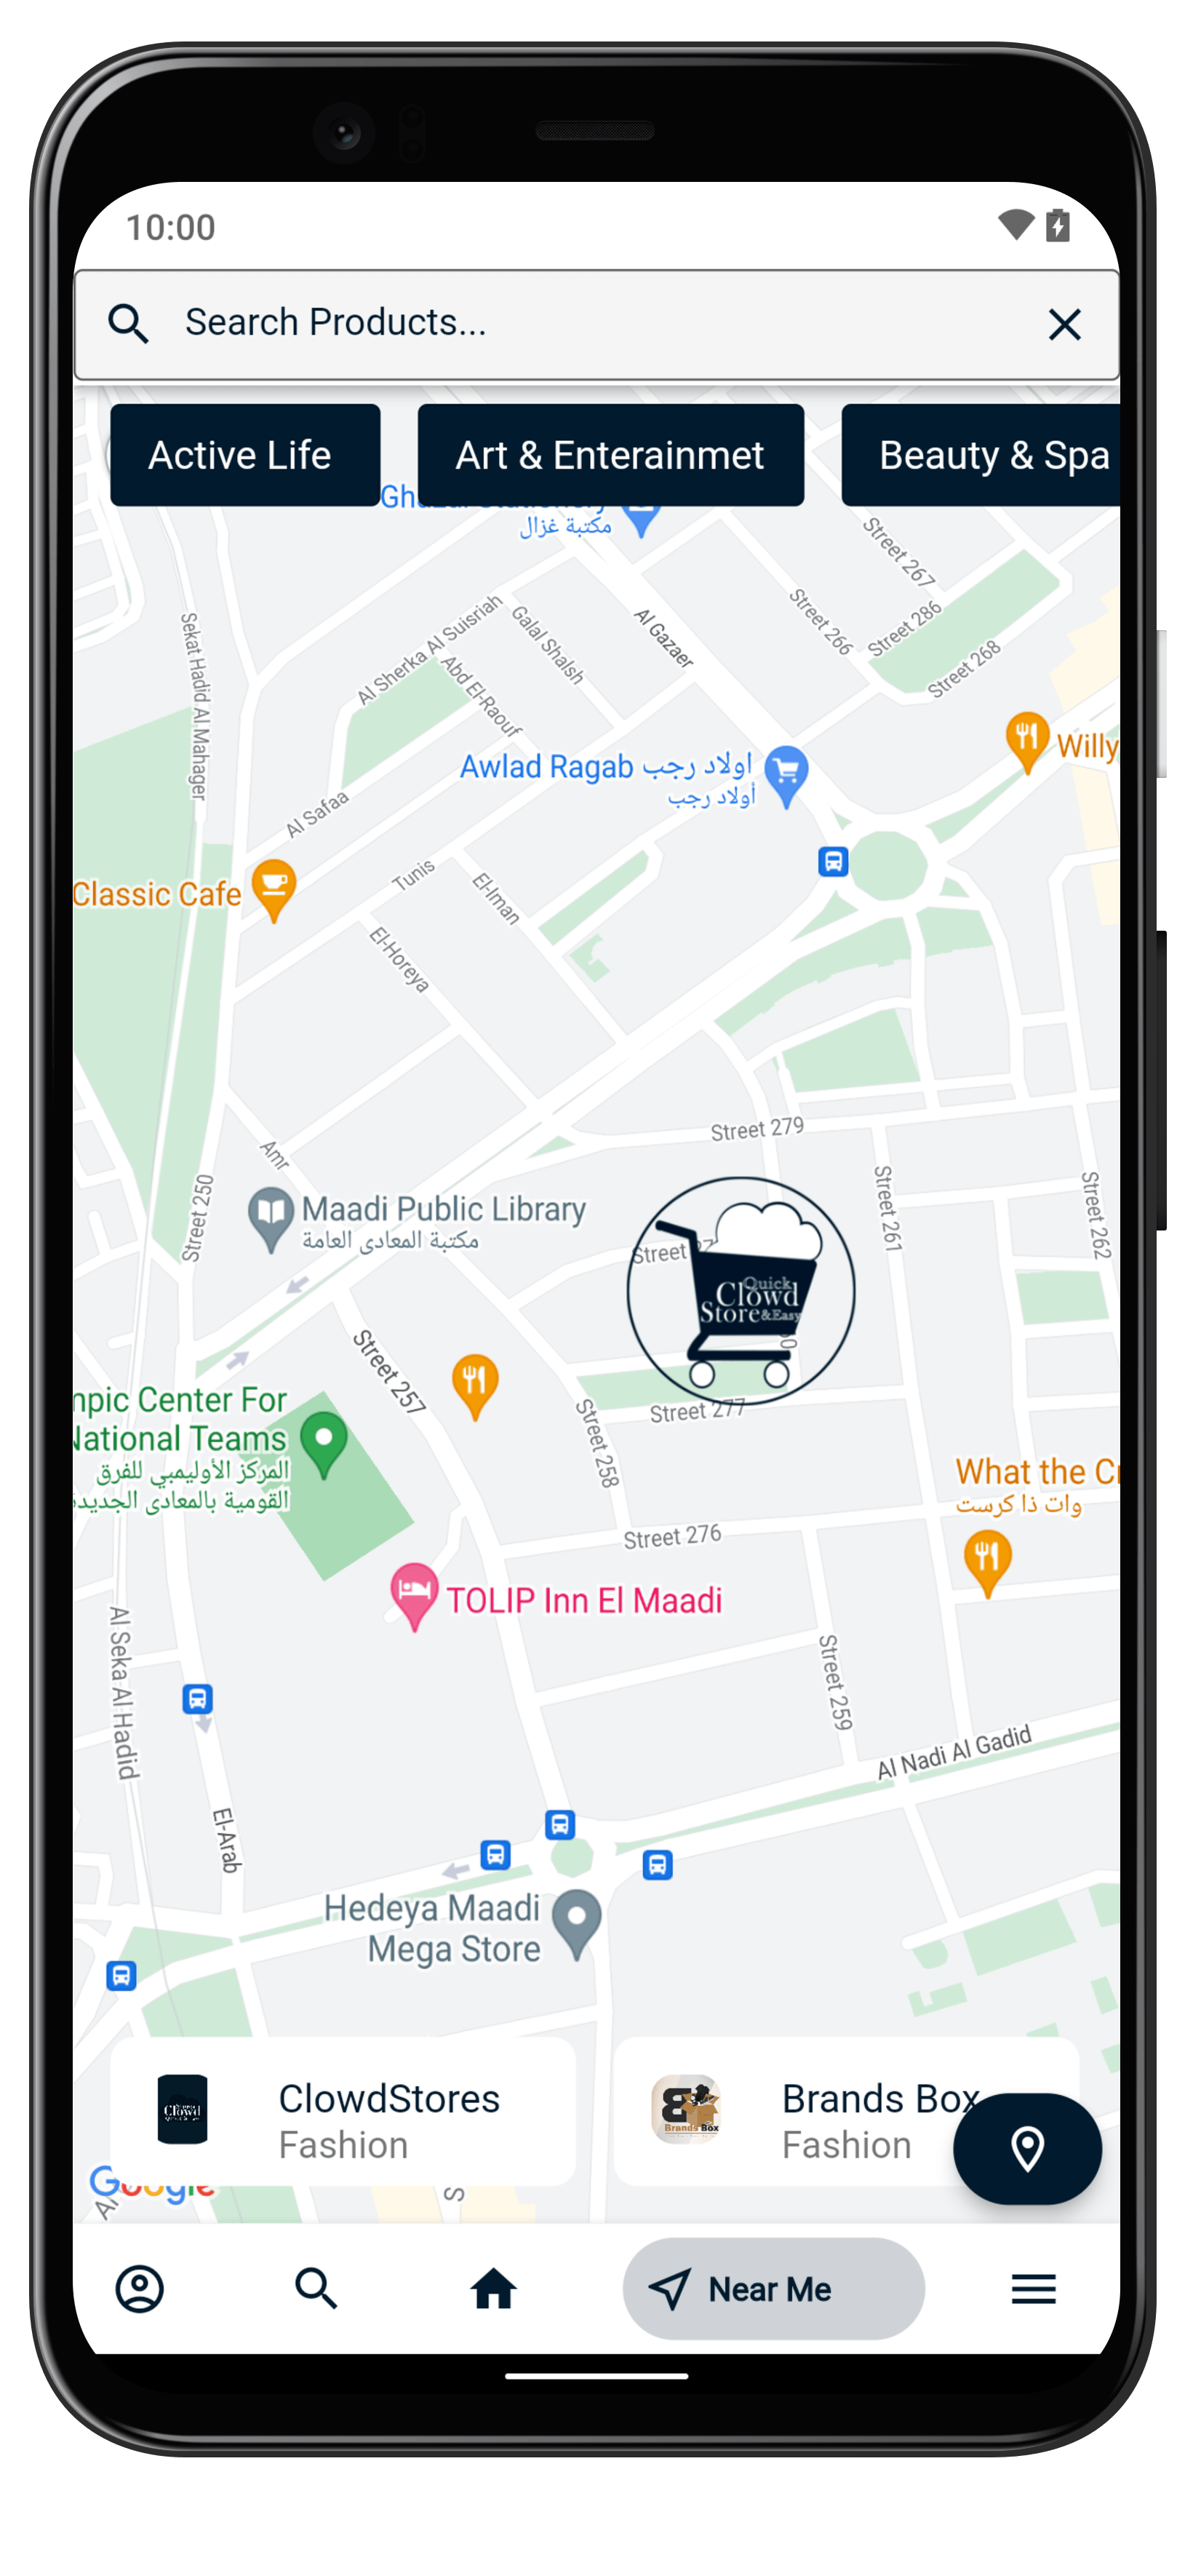 10:00
Search Products...
Active Life
Art & Enterainmet
Beauty & Spa
مكتبة غزال
Street 267
Street 266
Street 286
Street 268
Al Gazaer
Galal Shalsh
Al Sherka Al Suisriah
Abd El-Raouf
Sekat Hadid Al Mahager
Willy
Awlad Ragab اولاد رجب
أولاد رجب
Al Safaa
Classic Cafe
Tunis
El-Iman
El-Horeya
Street 279
Amr
Street 250
Street 261
Street 262
Maadi Public Library
مكتبة المعادى العامة
Street 27
Quick
Clowd
Store &Easy
Street 257
Street 277
Street 258
mpic Center For
National Teams
المركز الأوليمبي للفرق
القومية بالمعادى الجديدة
What the Cr
وات ذا كرست
Street 276
TOLIP Inn El Maadi
Al Seka Al Hadid
Street 259
Al Nadi Al Gadid
El-Arab
Hedeya Maadi
Mega Store
ClowdStores
Fashion
Clowd
Brands Box
Fashion
Brands Box
Google
S
Near Me